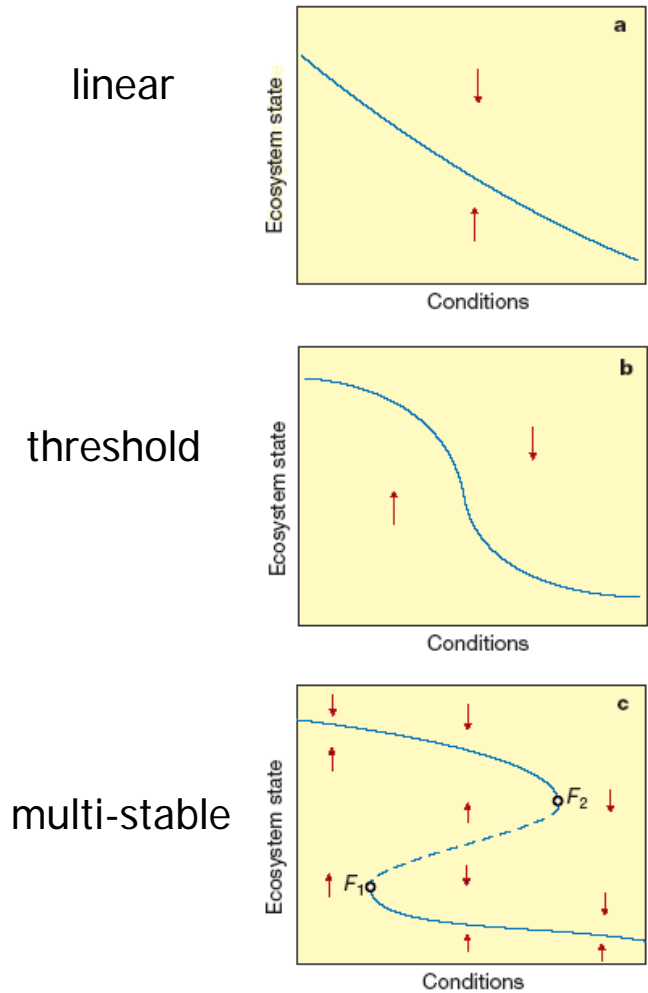 linear
a
Ecosystem state
Conditions
threshold
b
Ecosystem state
Conditions
multi-stable
c
Ecosystem state
F2
F1
Conditions